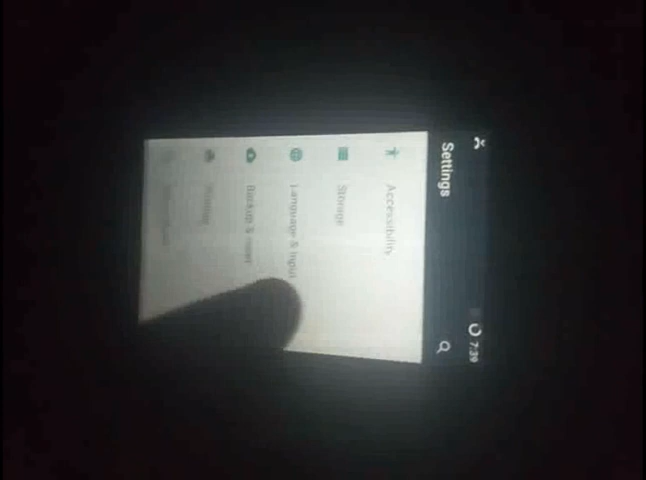 7:39
Settings
Accessibility
Storage
Language & input
Backup & reset